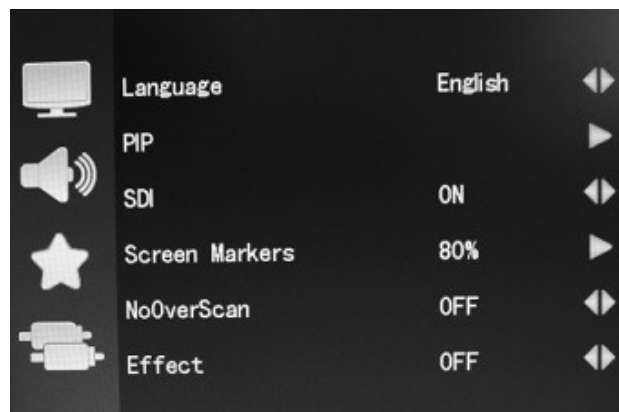 Language English
PIP
SDI ON
Screen Markers 80%
NoOverScan OFF
Effect OFF